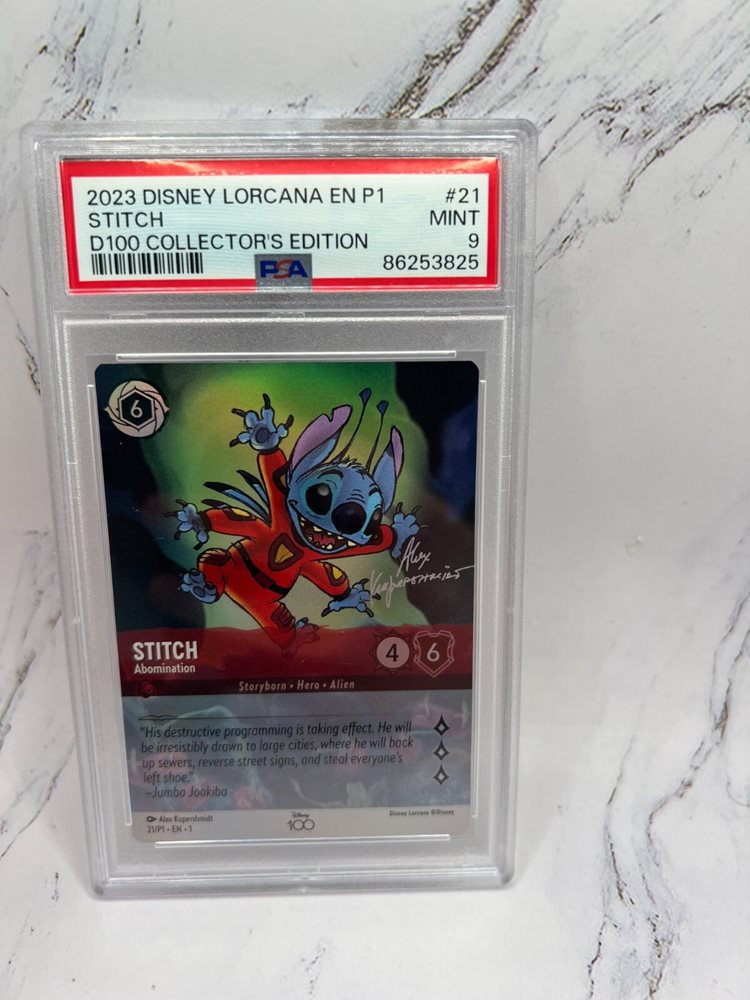 2023 DISNEY LORCANA EN P1 #21
STITCH MINT
D100 COLLECTOR'S EDITION 9
PSA 86253825
6
Alex
Kupershmidt
STITCH 4 6
Abomination
Storyborn • Hero • Alien
"His destructive programming is taking effect. He will
be irresistibly drawn to large cities, where he will back
up sewers, reverse street signs, and steal everyone's
left shoe."
–Jumba Jookiba
Alex Kupershmidt Disney Lorcana ©Disney
21/P1 • EN • 1 Disney 100